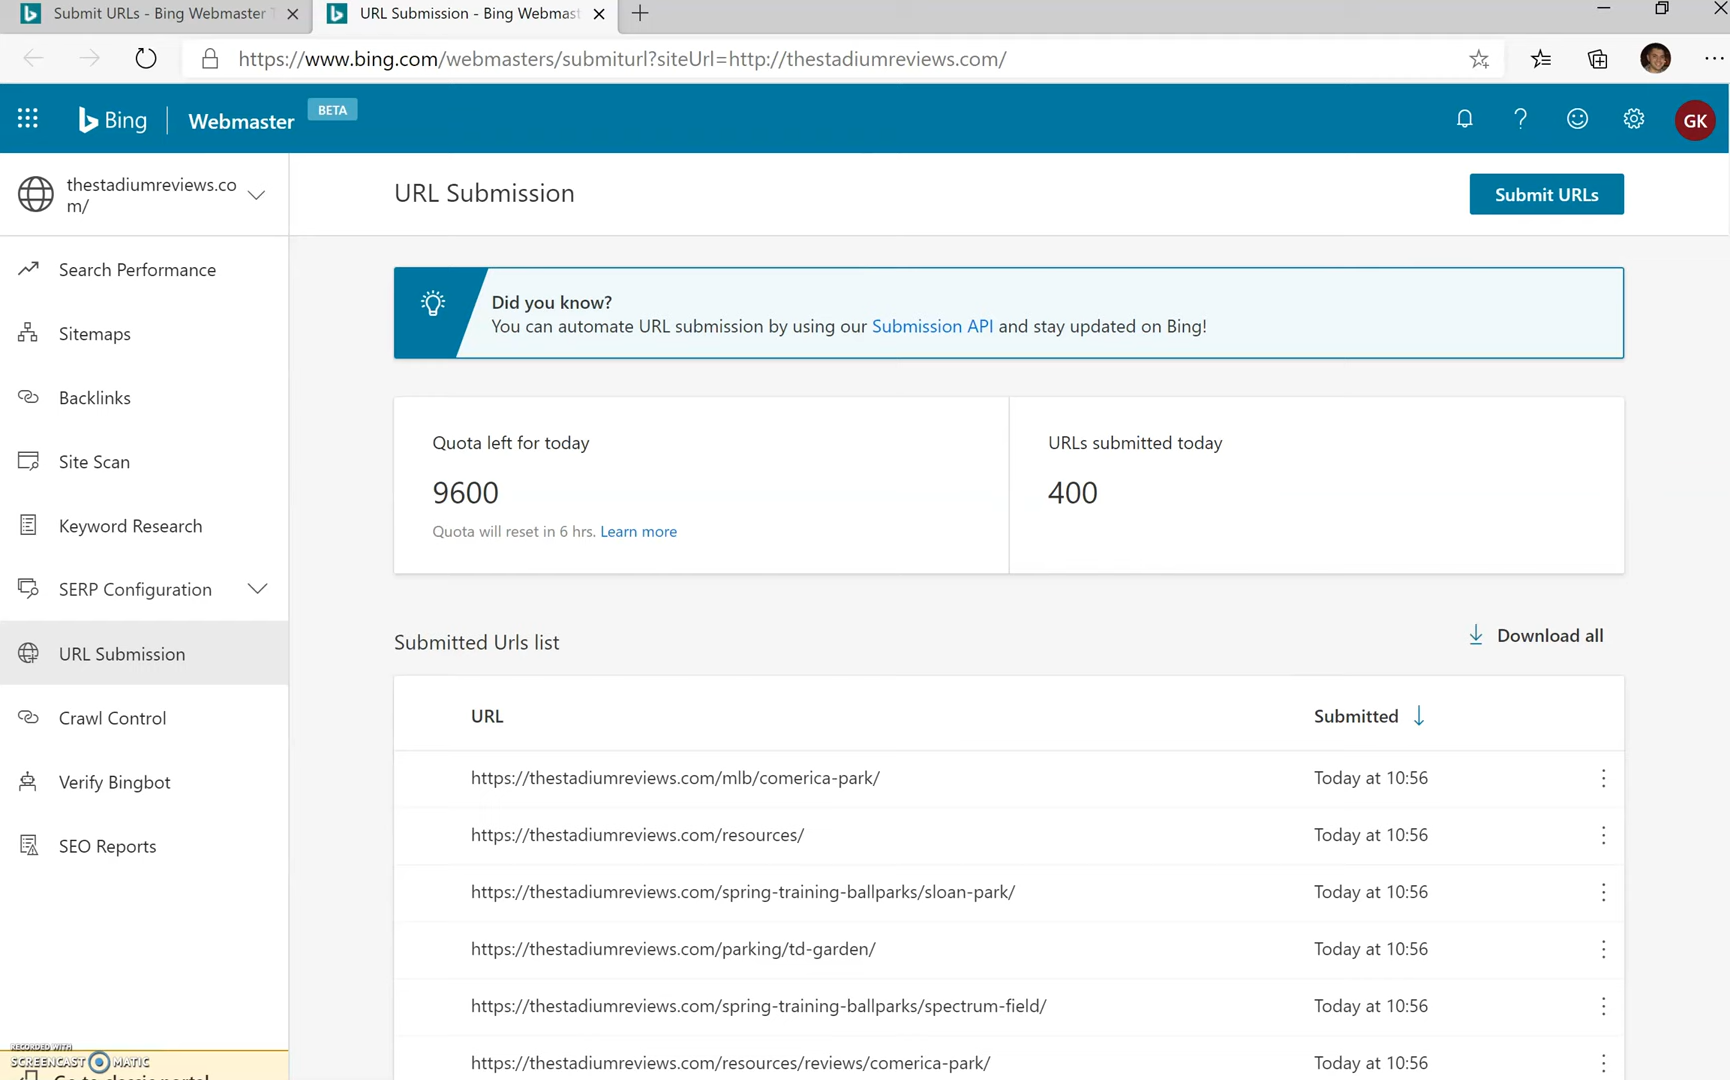 Submit URLs - Bing Webmaster T
URL Submission - Bing Webmast
https://www.bing.com/webmasters/submiturl?siteUrl=http://thestadiumreviews.com/
Bing
Webmaster
BETA
GK
thestadiumreviews.co
m/
URL Submission
Submit URLs
Search Performance
Sitemaps
Backlinks
Site Scan
Keyword Research
SERP Configuration
URL Submission
Crawl Control
Verify Bingbot
SEO Reports
Did you know?
You can automate URL submission by using our Submission API and stay updated on Bing!
Quota left for today
9600
Quota will reset in 6 hrs. Learn more
URLs submitted today
400
Submitted Urls list
Download all
URL Submitted
https://thestadiumreviews.com/mlb/comerica-park/ Today at 10:56
https://thestadiumreviews.com/resources/ Today at 10:56
https://thestadiumreviews.com/spring-training-ballparks/sloan-park/ Today at 10:56
https://thestadiumreviews.com/parking/td-garden/ Today at 10:56
https://thestadiumreviews.com/spring-training-ballparks/spectrum-field/ Today at 10:56
https://thestadiumreviews.com/resources/reviews/comerica-park/ Today at 10:56
RECORDED WITH
SCREENCAST MATIC
Go to classic portal